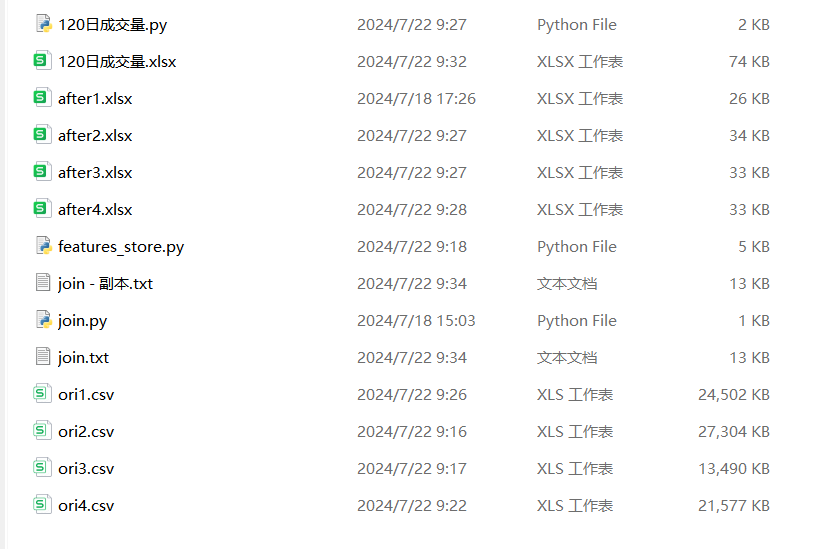 120日成交量.py 2024/7/22 9:27 Python File 2 KB
120日成交量.xlsx 2024/7/22 9:32 XLSX 工作表 74 KB
after1.xlsx 2024/7/18 17:26 XLSX 工作表 26 KB
after2.xlsx 2024/7/22 9:27 XLSX 工作表 34 KB
after3.xlsx 2024/7/22 9:27 XLSX 工作表 33 KB
after4.xlsx 2024/7/22 9:28 XLSX 工作表 33 KB
features_store.py 2024/7/22 9:18 Python File 5 KB
join - 副本.txt 2024/7/22 9:34 文本文档 13 KB
join.py 2024/7/18 15:03 Python File 1 KB
join.txt 2024/7/22 9:34 文本文档 13 KB
ori1.csv 2024/7/22 9:26 XLS 工作表 24,502 KB
ori2.csv 2024/7/22 9:16 XLS 工作表 27,304 KB
ori3.csv 2024/7/22 9:17 XLS 工作表 13,490 KB
ori4.csv 2024/7/22 9:22 XLS 工作表 21,577 KB